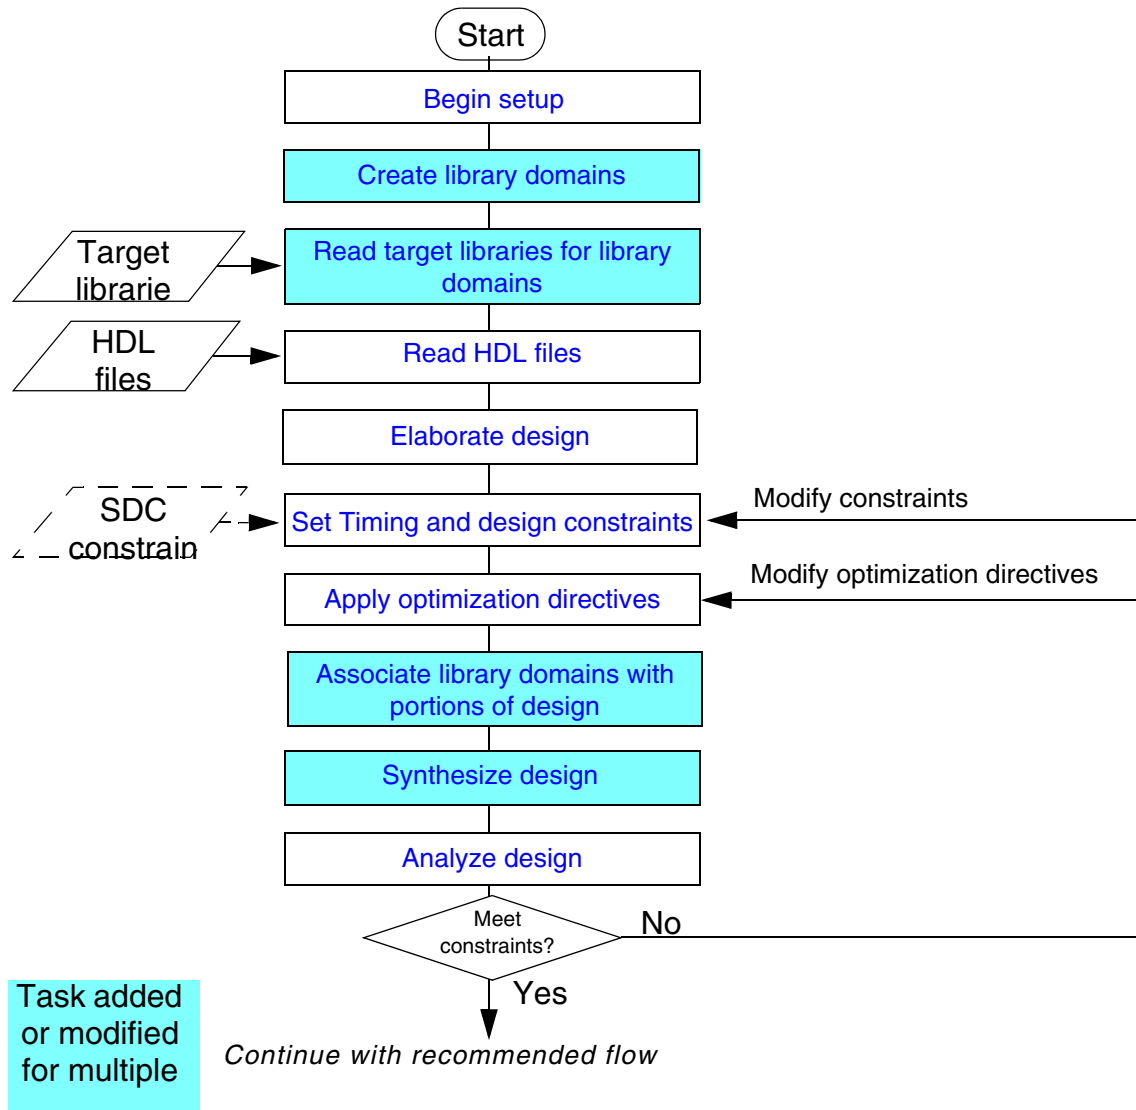 Start
Begin setup
Create library domains
Target
librarie
Read target libraries for library
domains
HDL
files
Read HDL files
Elaborate design
SDC
constrain
Set Timing and design constraints
Modify constraints
Apply optimization directives
Modify optimization directives
Associate library domains with
portions of design
Synthesize design
Analyze design
Meet
constraints?
No
Yes
Continue with recommended flow
Task added
or modified
for multiple